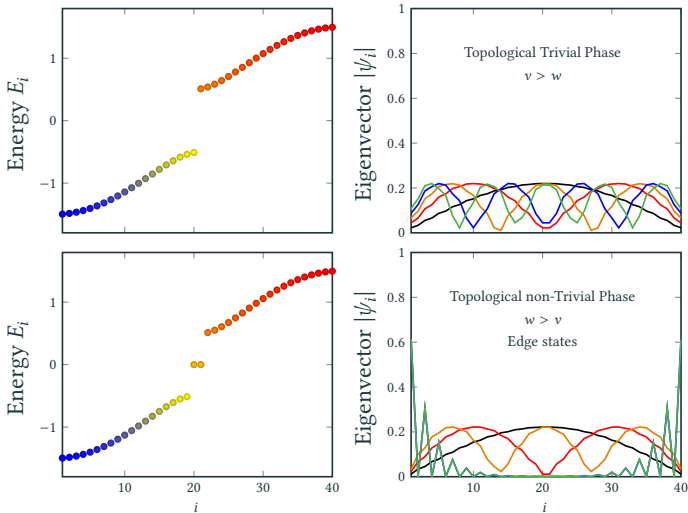 Energy E_i
1
0
−1
Eigenvector |ψ_i|
1
0.8
0.6
0.4
0.2
0
Topological Trivial Phase
v > w
Energy E_i
1
0
−1
10
20
30
40
i
Eigenvector |ψ_i|
1
0.8
0.6
0.4
0.2
0
Topological non-Trivial Phase
w > v
Edge states
10
20
30
40
i